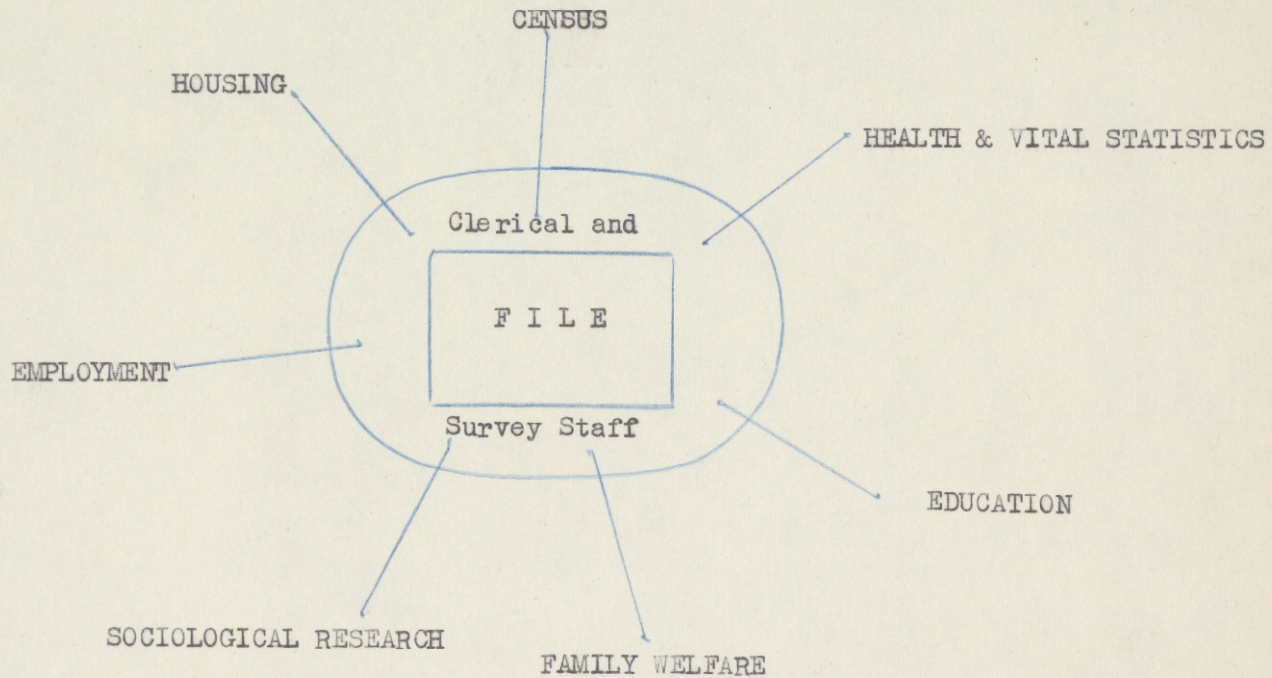 CENSUS
HOUSING
HEALTH & VITAL STATISTICS
Clerical and
F I L E
EMPLOYMENT
Survey Staff
EDUCATION
SOCIOLOGICAL RESEARCH
FAMILY WELFARE